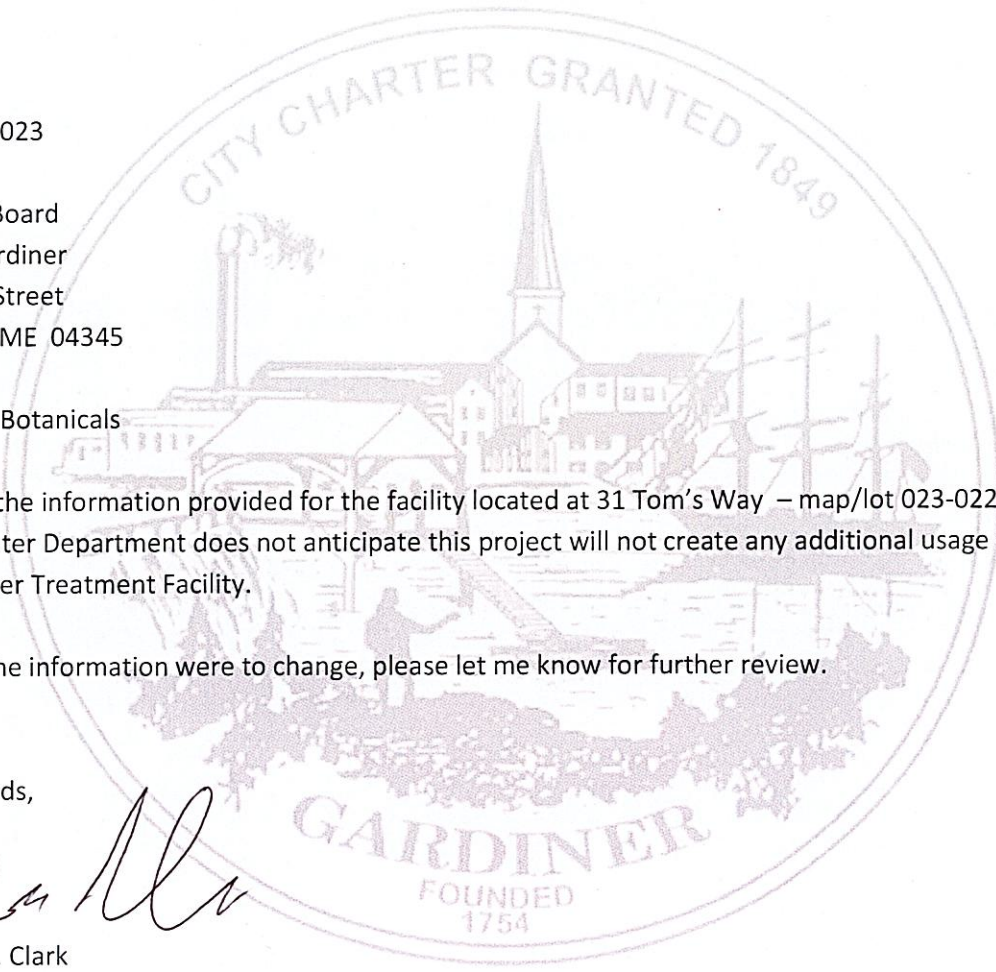 CITY CHARTER GRANTED 1849
023
Board
rdiner
Street
ME 04345
Botanicals
the information provided for the facility located at 31 Tom's Way – map/lot 023-022
ter Department does not anticipate this project will not create any additional usage
er Treatment Facility.
he information were to change, please let me know for further review.
ds,
Clark
GARDINER
FOUNDED
1754